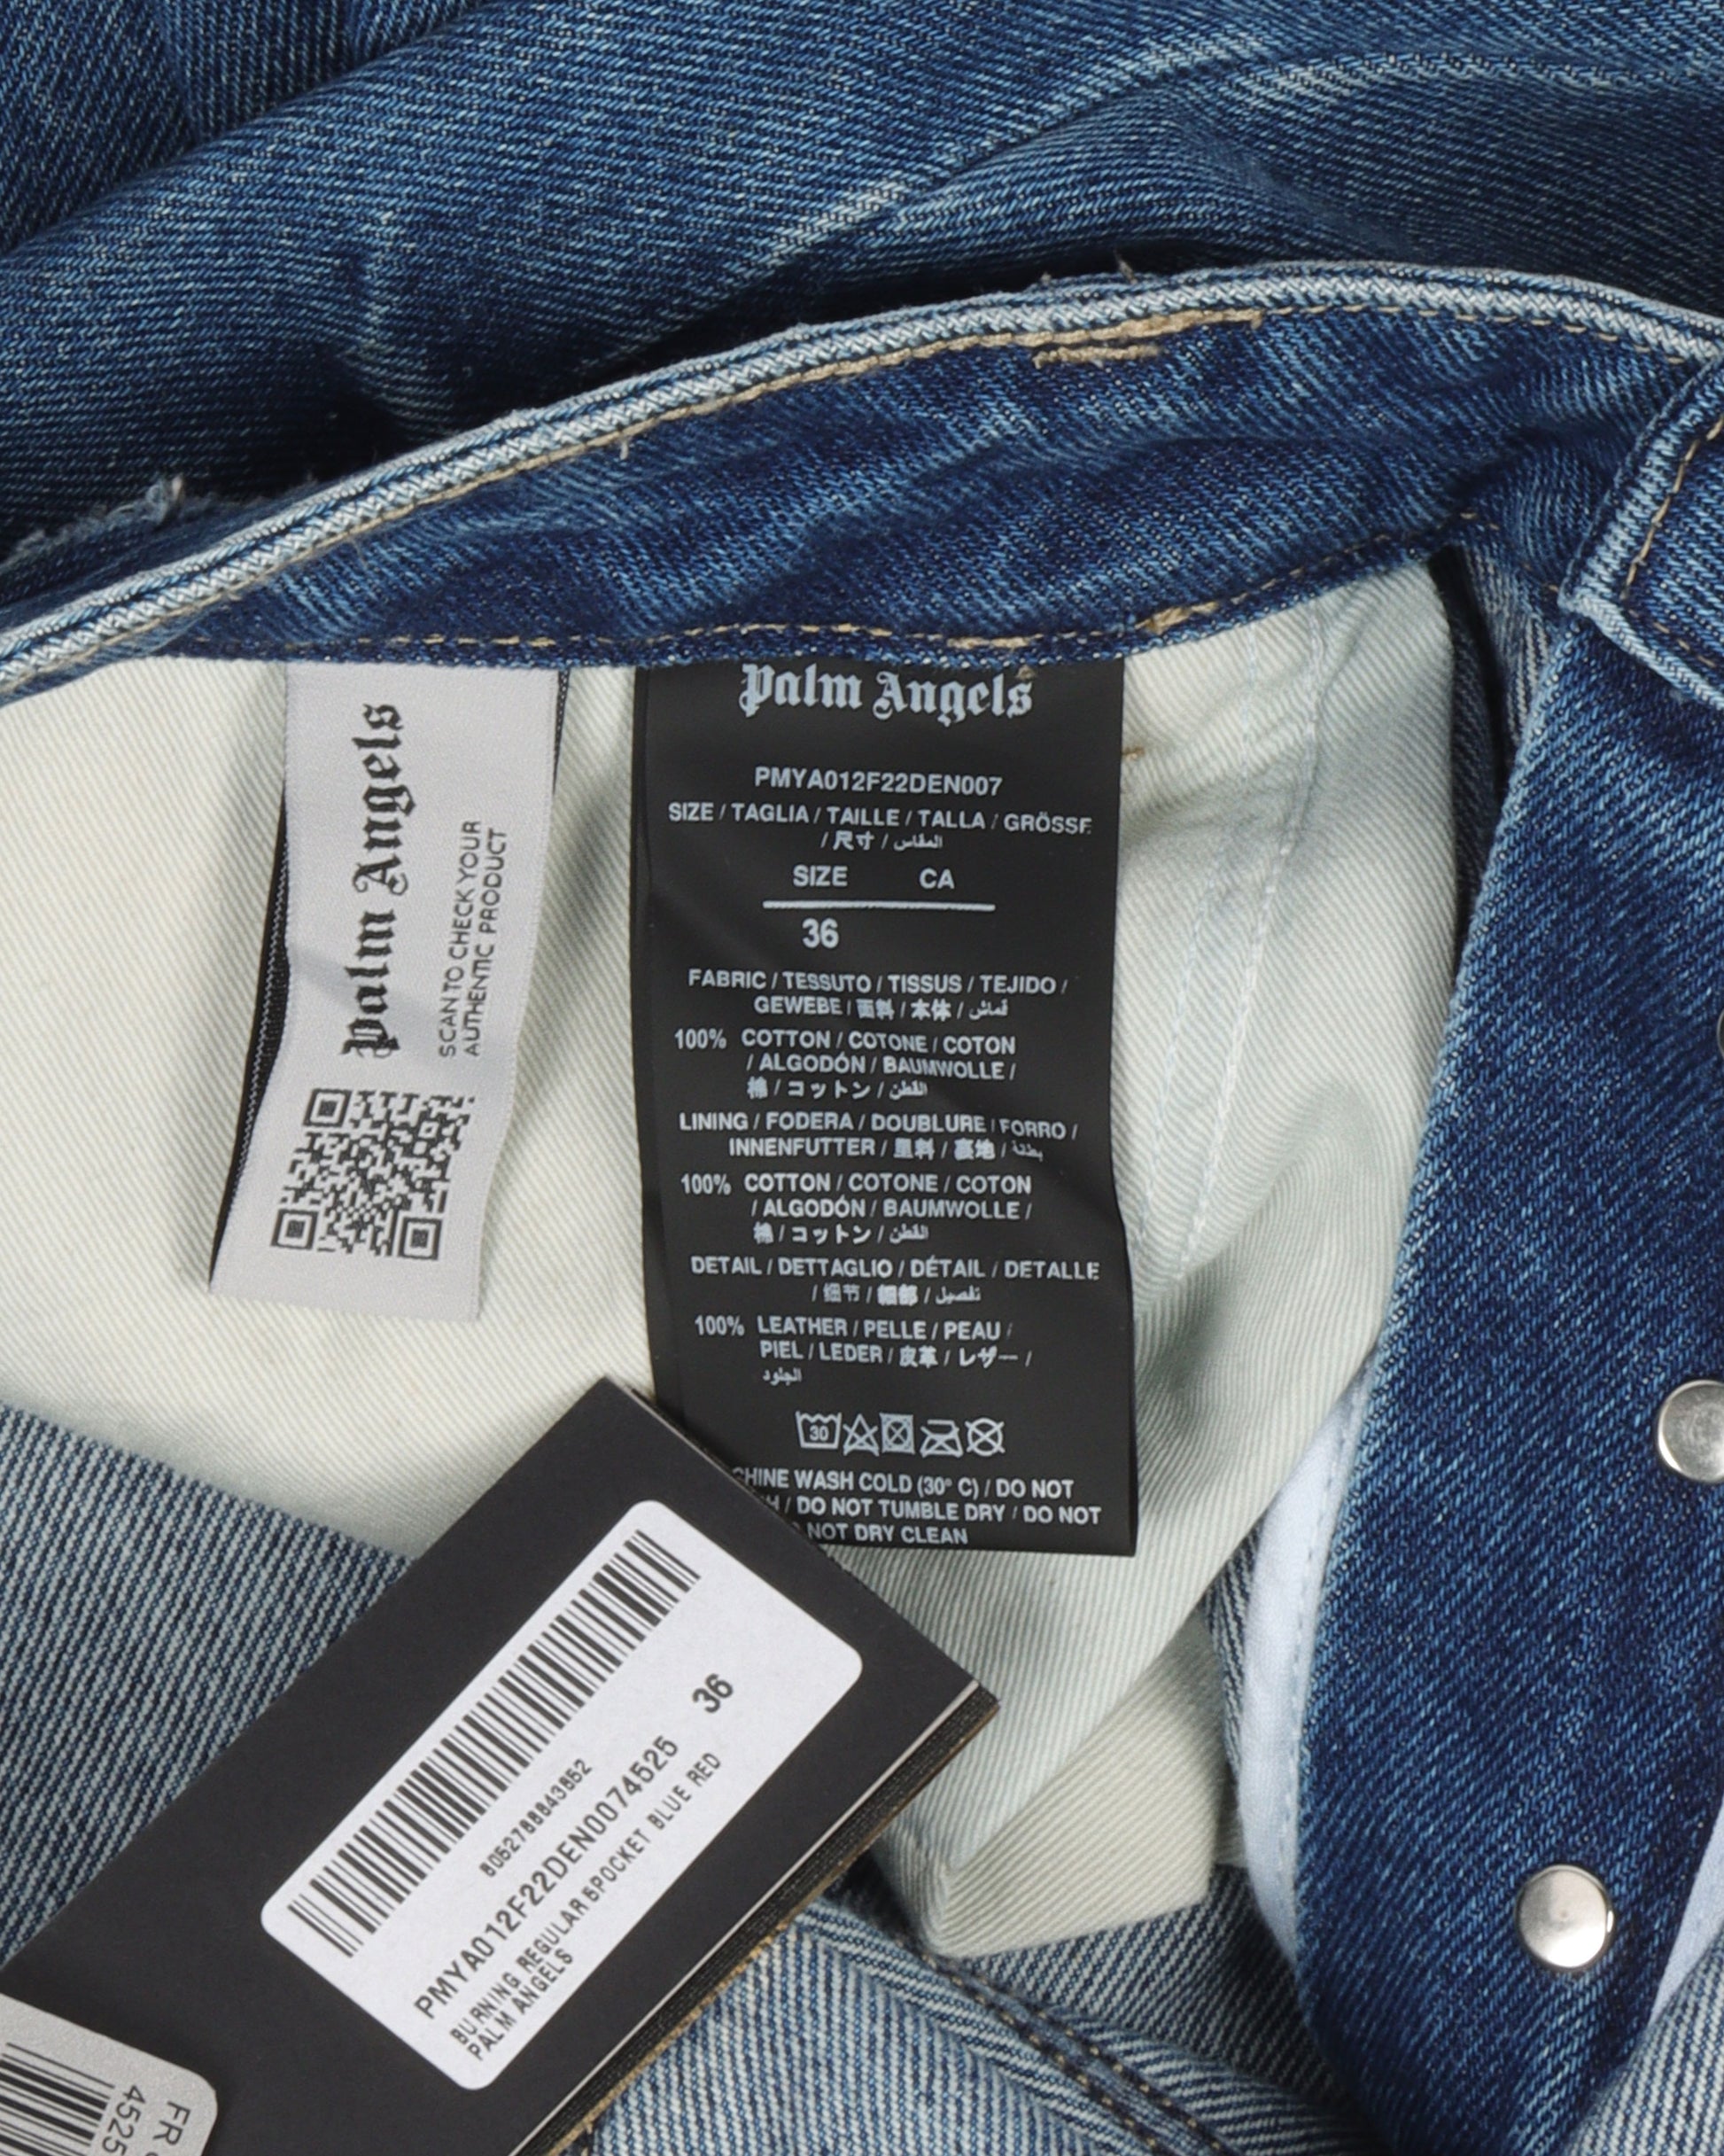 Palm Angels
SCAN TO CHECK YOUR
AUTHENTIC PRODUCT
Palm Angels
PMYA012F22DEN007
SIZE / TAGLIA / TAILLE / TALLA / GRÖSSE
/ 尺寸 / المقاس
SIZE CA
36
FABRIC / TESSUTO / TISSUS / TEJIDO /
GEWEBE / 面料 / 本体 / قماش
100% COTTON / COTONE / COTON
/ ALGODÓN / BAUMWOLLE /
棉 / コットン / القطن
LINING / FODERA / DOUBLURE / FORRO /
INNENFUTTER / 里料 / 裏地 / بطانة
100% COTTON / COTONE / COTON
/ ALGODÓN / BAUMWOLLE /
棉 / コットン / القطن
DETAIL / DETTAGLIO / DÉTAIL / DETALLE
/ 细节 / 細部 / تفصيل
100% LEATHER / PELLE / PEAU /
PIEL / LEDER / 皮革 / レザー /
الجلود
30
CHINE WASH COLD (30° C) / DO NOT
H / DO NOT TUMBLE DRY / DO NOT
NOT DRY CLEAN
36
8052788843852
PMYA012F22DEN0074525
BURNING REGULAR 5POCKET BLUE RED
PALM ANGELS
FR
4525